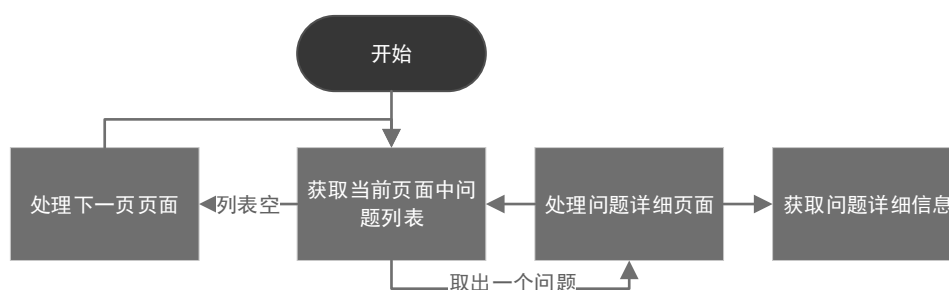 开始
处理下一页页面
列表空
获取当前页面中问
题列表
处理问题详细页面
获取问题详细信息
取出一个问题